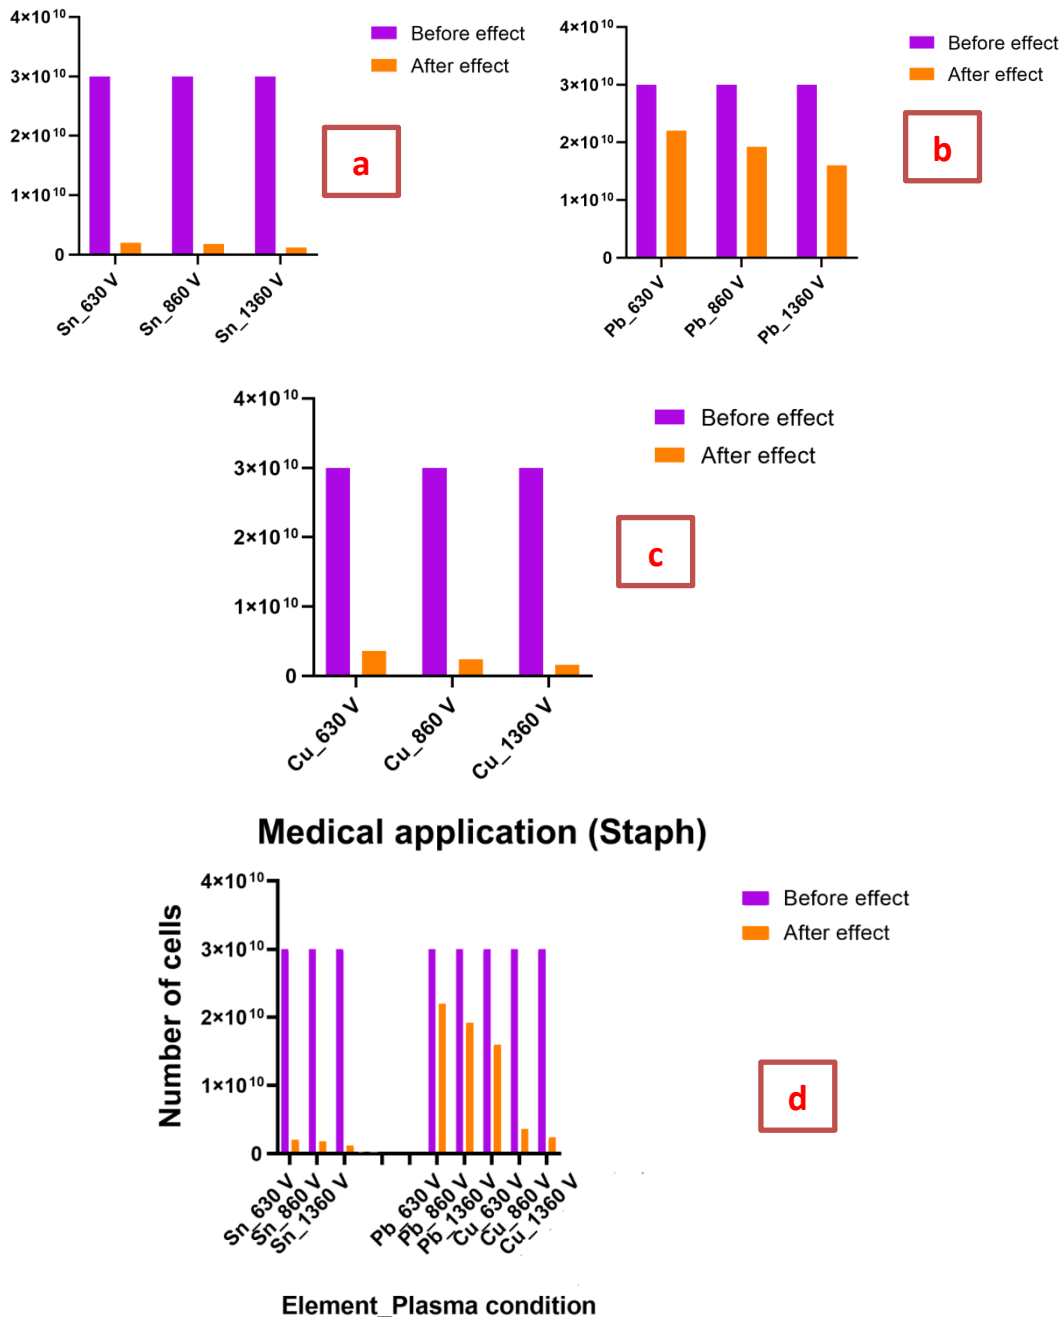 4×10¹⁰
3×10¹⁰
2×10¹⁰
1×10¹⁰
0
Sn_630 V
Sn_860 V
Sn_1360 V
Before effect
After effect
a
4×10¹⁰
3×10¹⁰
2×10¹⁰
1×10¹⁰
0
Pb_630 V
Pb_860 V
Pb_1360 V
Before effect
After effect
b
4×10¹⁰
3×10¹⁰
2×10¹⁰
1×10¹⁰
0
Cu_630 V
Cu_860 V
Cu_1360 V
Before effect
After effect
c
Medical application (Staph)
Number of cells
4×10¹⁰
3×10¹⁰
2×10¹⁰
1×10¹⁰
0
Sn_630 V
Sn_860 V
Sn_1360 V
Pb_630 V
Pb_860 V
Pb_1360 V
Cu_630 V
Cu_860 V
Cu_1360 V
Before effect
After effect
d
Element_Plasma condition